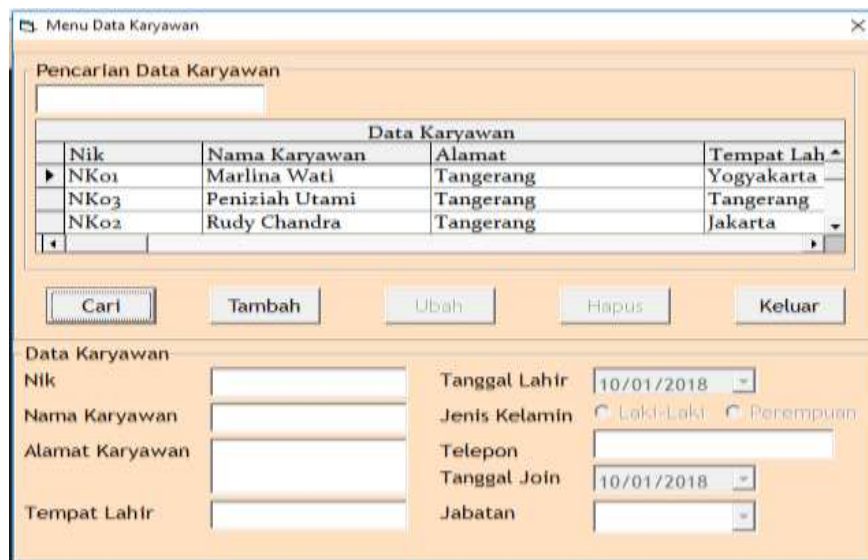 Menu Data Karyawan
Pencarian Data Karyawan
Data Karyawan
Nik Nama Karyawan Alamat Tempat Lah
NK01 Marlina Wati Tangerang Yogyakarta
NK03 Peniziah Utami Tangerang Tangerang
NK02 Rudy Chandra Tangerang Jakarta
Cari Tambah Ubah Hapus Keluar
Data Karyawan
Nik Tanggal Lahir 10/01/2018
Nama Karyawan Jenis Kelamin Laki-Laki Perempuan
Alamat Karyawan Telepon
Tanggal Join 10/01/2018
Tempat Lahir Jabatan